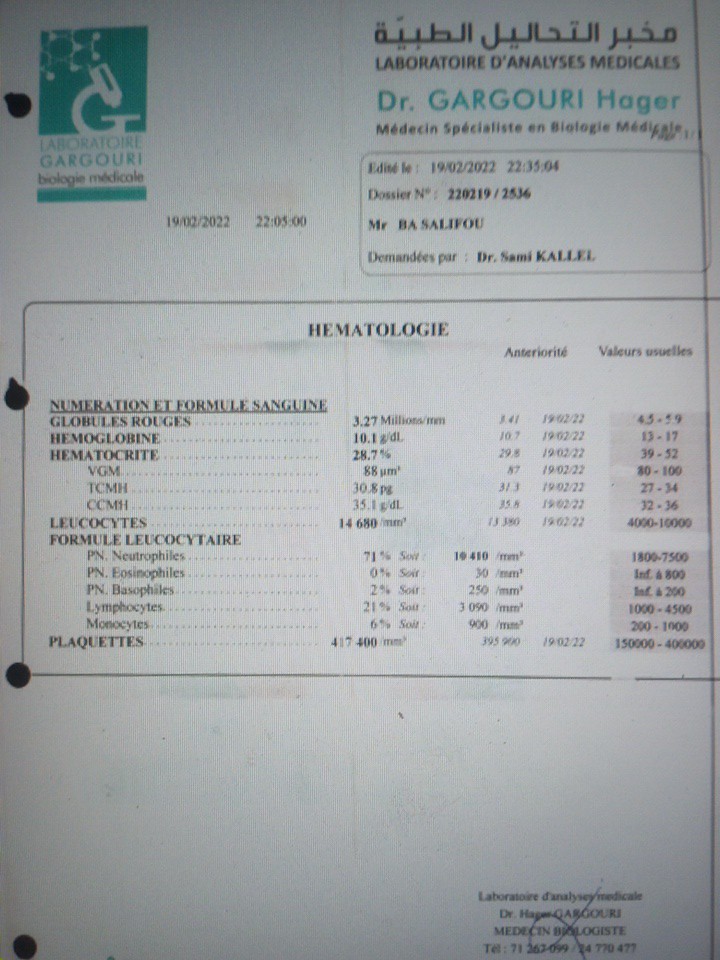 مخبر التحاليل الطبيّة
LABORATOIRE D'ANALYSES MEDICALES
Dr. GARGOURI Hager
Médecin Spécialiste en Biologie Médicale
Page 1/1
LABORATOIRE
GARGOURI
biologie médicale
Edité le : 19/02/2022 22:35:04
Dossier N° : 220219 / 2536
19/02/2022 22:05:00
Mr BA SALIFOU
Demandées par : Dr. Sami KALLEL
HEMATOLOGIE
Anteriorité Valeurs usuelles
NUMERATION ET FORMULE SANGUINE
GLOBULES ROUGES 3.27 Millions/mm 3.41 19/02/22 4.5 - 5.9
HEMOGLOBINE 10.1 g/dL 10.7 19/02/22 13 - 17
HEMATOCRITE 28.7 % 29.8 19/02/22 39 - 52
VGM 88 µm³ 87 19/02/22 80 - 100
TCMH 30.8 pg 31.3 19/02/22 27 - 34
CCMH 35.1 g/dL 35.8 19/02/22 32 - 36
LEUCOCYTES 14 680 /mm³ 13 380 19/02/22 4000-10000
FORMULE LEUCOCYTAIRE
PN. Neutrophiles 71 % Soit : 10 410 /mm³ 1800-7500
PN. Eosinophiles 0 % Soit : 30 /mm³ Inf. à 800
PN. Basophiles 2 % Soit : 250 /mm³ Inf. à 200
Lymphocytes 21 % Soit : 3 090 /mm³ 1000 - 4500
Monocytes 6 % Soit : 900 /mm³ 200 - 1000
PLAQUETTES 417 400 /mm³ 395 900 19/02/22 150000 - 400000
Laboratoire d'analyses medicale
Dr. Hager GARGOURI
MEDECIN BIOLOGISTE
Tél : 71 267 099 / 24 770 477